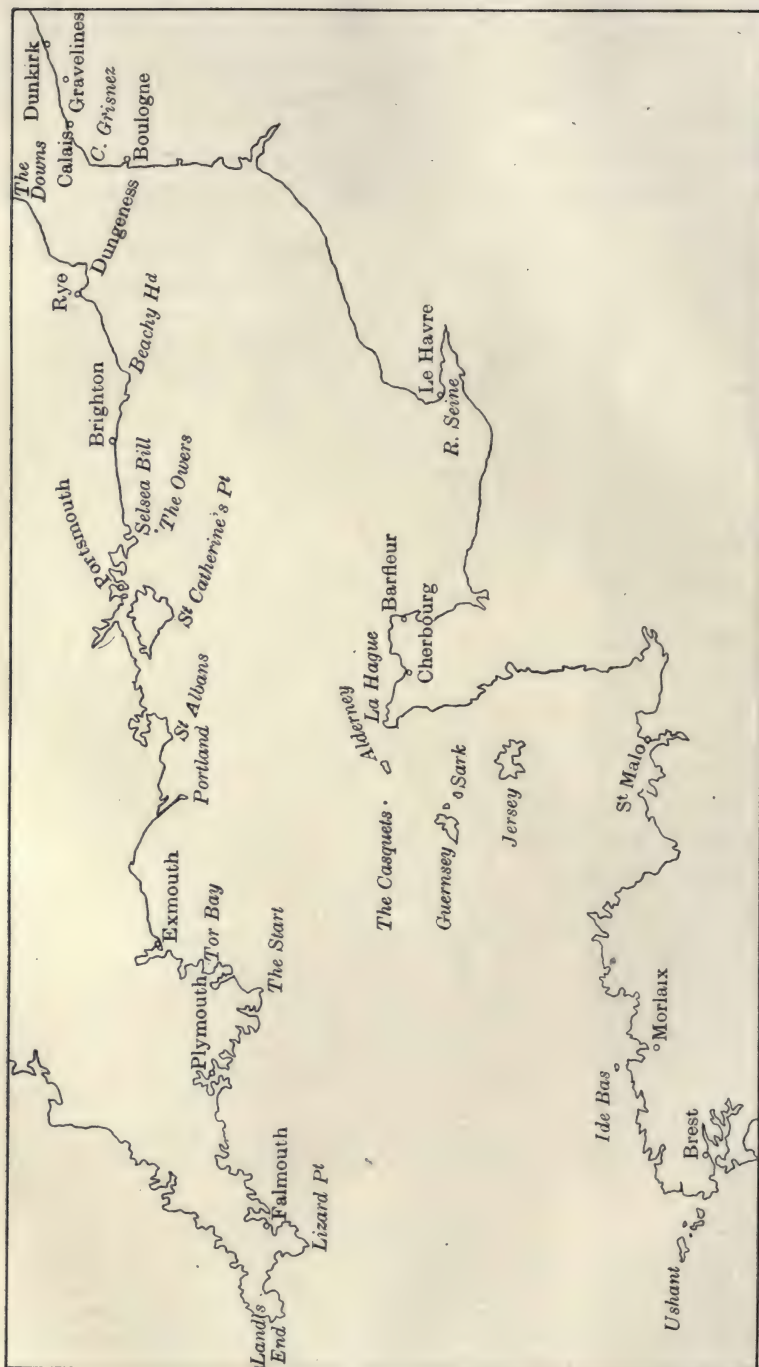 The
Downs
Dunkirk
Gravelines
Calais
C. Grisnez
Boulogne
Dungeness
Rye
Beachy Hd
Brighton
Selsea Bill
The Owers
Portsmouth
St Catherine's Pt
St Albans
Portland
Exmouth
Tor Bay
Plymouth
The Start
Falmouth
Lizard Pt
Land's
End
Le Havre
R. Seine
Barfleur
Cherbourg
La Hague
Alderney
The Casquets
Guernsey
Sark
Jersey
St Malo
Morlaix
Ide Bas
Brest
Ushant